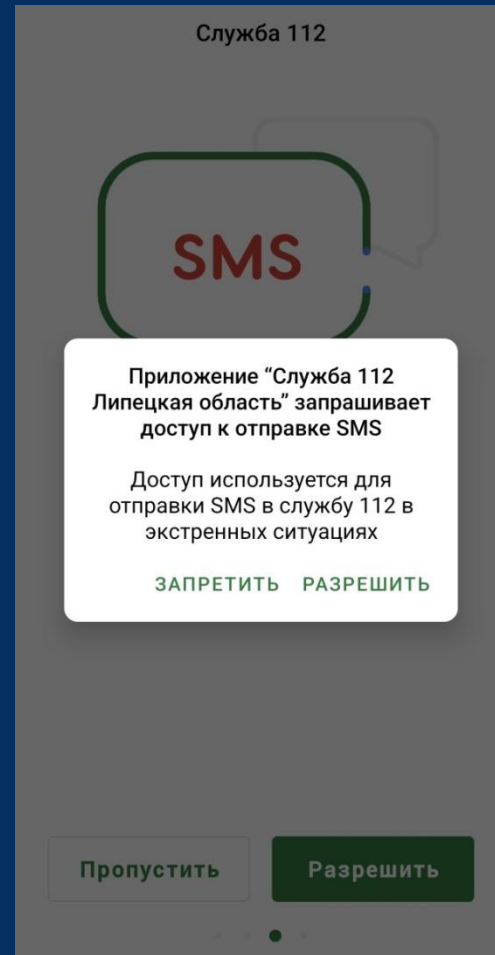 Служба 112
SMS
Приложение “Служба 112
Липецкая область” запрашивает
доступ к отправке SMS
Доступ используется для
отправки SMS в службу 112 в
экстренных ситуациях
ЗАПРЕТИТЬ РАЗРЕШИТЬ
Пропустить Разрешить